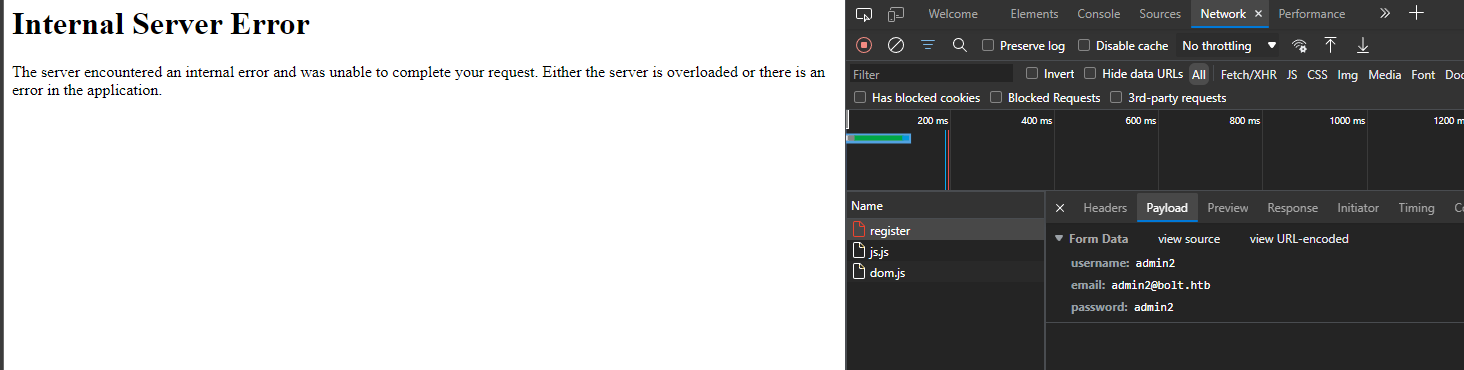 Internal Server Error
The server encountered an internal error and was unable to complete your request. Either the server is overloaded or there is an
error in the application.
Welcome Elements Console Sources Network Performance
Preserve log Disable cache No throttling
Filter Invert Hide data URLs All Fetch/XHR JS CSS Img Media Font Doc
Has blocked cookies Blocked Requests 3rd-party requests
200 ms 400 ms 600 ms 800 ms 1000 ms 1200 m
Name
register
js.js
dom.js
Headers Payload Preview Response Initiator Timing
Form Data view source view URL-encoded
username: admin2
email: admin2@bolt.htb
password: admin2